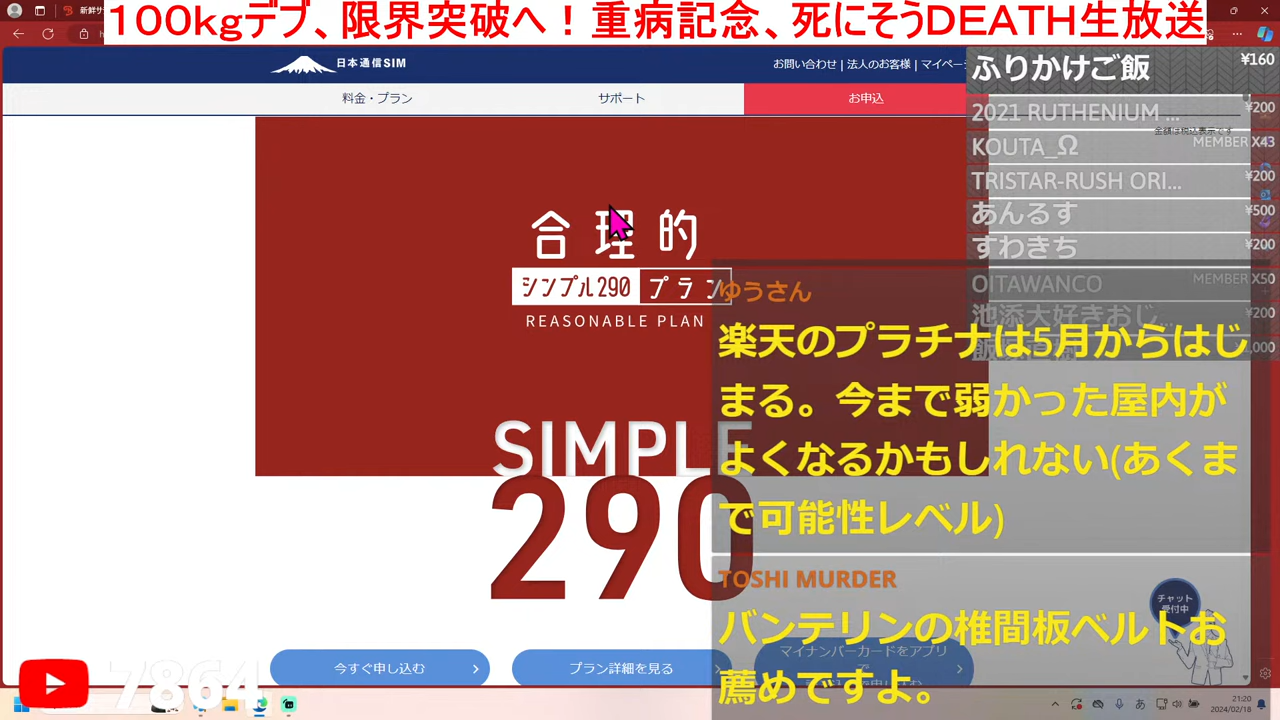 100kgデブ、限界突破へ！重病記念、死にそうDEATH生放送
日本通信SIM
お問い合わせ | 法人のお客様 | マイペー
料金・プラン
サポート
お申込
ふりかけご飯 ¥160
2021 RUTHENIUM ... ¥200
金額は税込表示です
KOUTA_Ω MEMBER X43
TRISTAR-RUSH ORI... ¥200
あんるす ¥500
すわきち ¥200
OITAWANCO MEMBER X50
池添大好きおじ... ¥200
合理的
シンプル290 プラン
REASONABLE PLAN
SIMPLE
290
ゆうさん
楽天のプラチナは5月からはじ
まる。今まで弱かった屋内が
よくなるかもしれない(あくま
で可能性レベル)
TOSHI MURDER
バンテリンの椎間板ベルトお
薦めですよ。
チャット
受付中
今すぐ申し込む
プラン詳細を見る
マイナンバーカードをアプリ
で
7864
21:20
2024/02/18